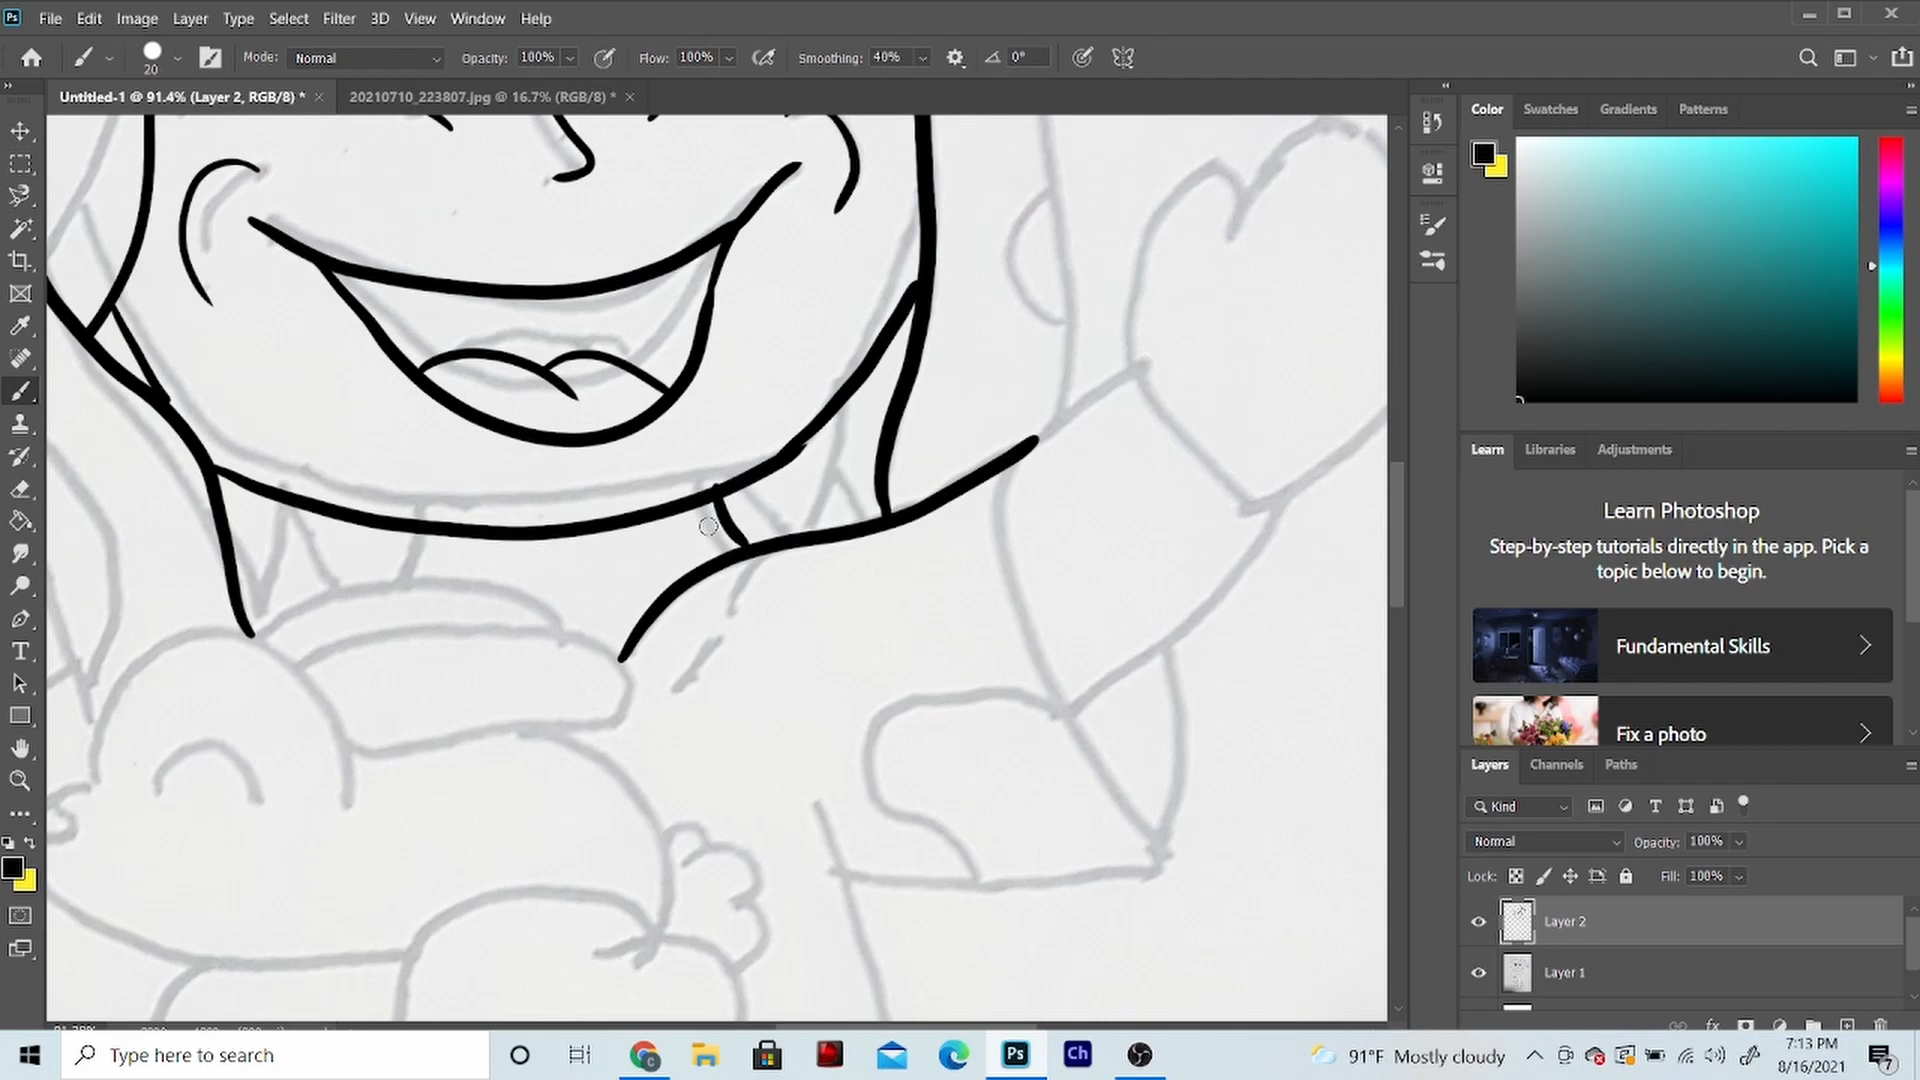 Ps File Edit Image Layer Type Select Filter 3D View Window Help
20 Mode: Normal Opacity: 100% Flow: 100% Smoothing: 40% 0°
Untitled-1 @ 91.4% (Layer 2, RGB/8) * 20210710_223807.jpg @ 16.7% (RGB/8) *
Color Swatches Gradients Patterns
Learn Libraries Adjustments
Learn Photoshop
Step-by-step tutorials directly in the app. Pick a
topic below to begin.
Fundamental Skills
Fix a photo
Layers Channels Paths
Kind
Normal Opacity: 100%
Lock: Fill: 100%
Layer 2
Layer 1
Type here to search
Ps
Ch
91°F Mostly cloudy
7:13 PM
8/16/2021
7